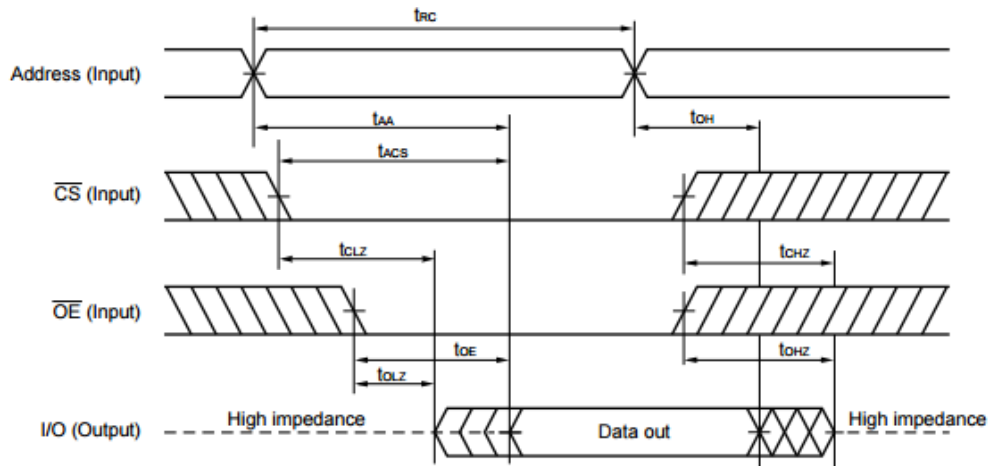 tRC
Address (Input)
tAA
tOH
tACS
CS (Input)
tCLZ
tCHZ
OE (Input)
tOE
tOHZ
tOLZ
I/O (Output)
High impedance
Data out
High impedance